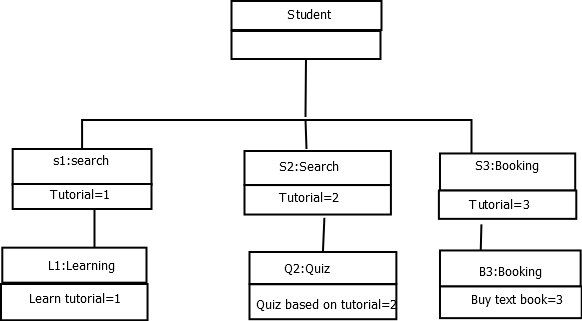 Student
s1:search
Tutorial=1
S2:Search
Tutorial=2
S3:Booking
Tutorial=3
L1:Learning
Learn tutorial=1
Q2:Quiz
Quiz based on tutorial=2
B3:Booking
Buy text book=3